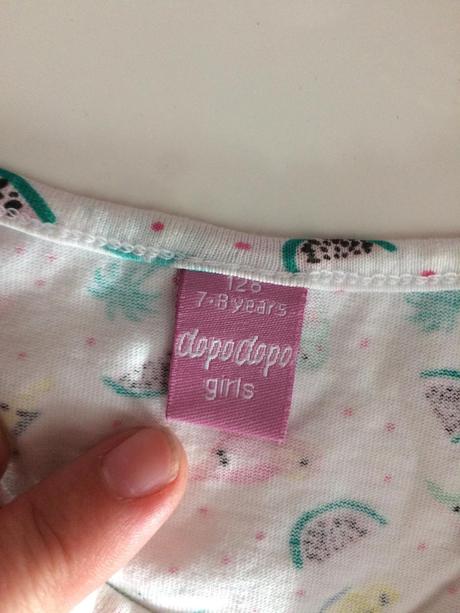 128
7-8 years
dopodopo
girls